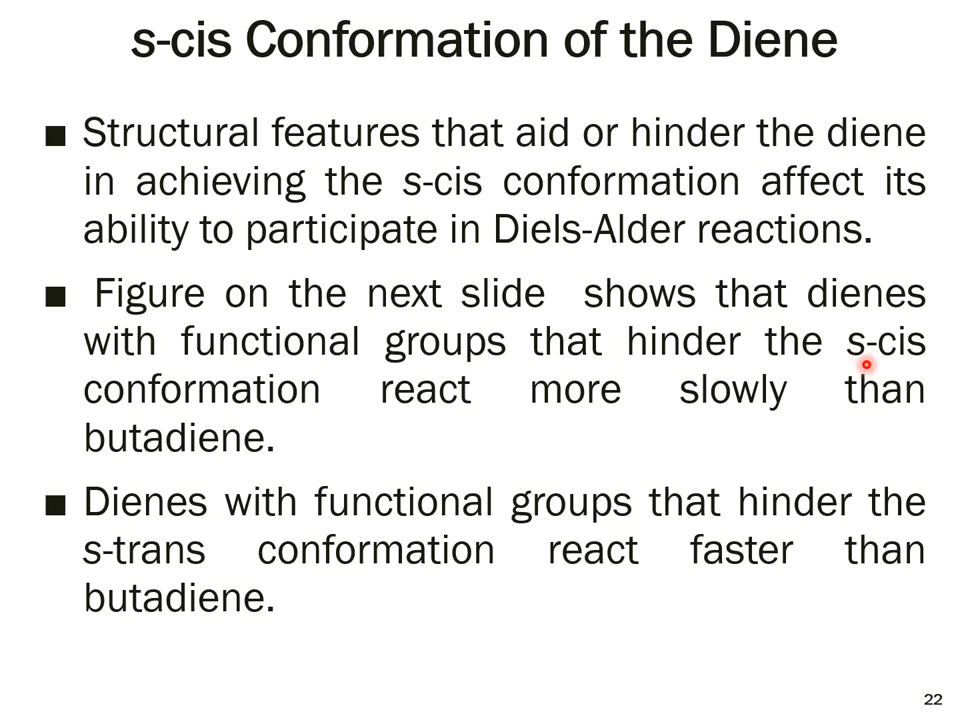 s-cis Conformation of the Diene
■ Structural features that aid or hinder the diene
in achieving the s-cis conformation affect its
ability to participate in Diels-Alder reactions.
■ Figure on the next slide shows that dienes
with functional groups that hinder the s-cis
conformation react more slowly than
butadiene.
■ Dienes with functional groups that hinder the
s-trans conformation react faster than
butadiene.
22